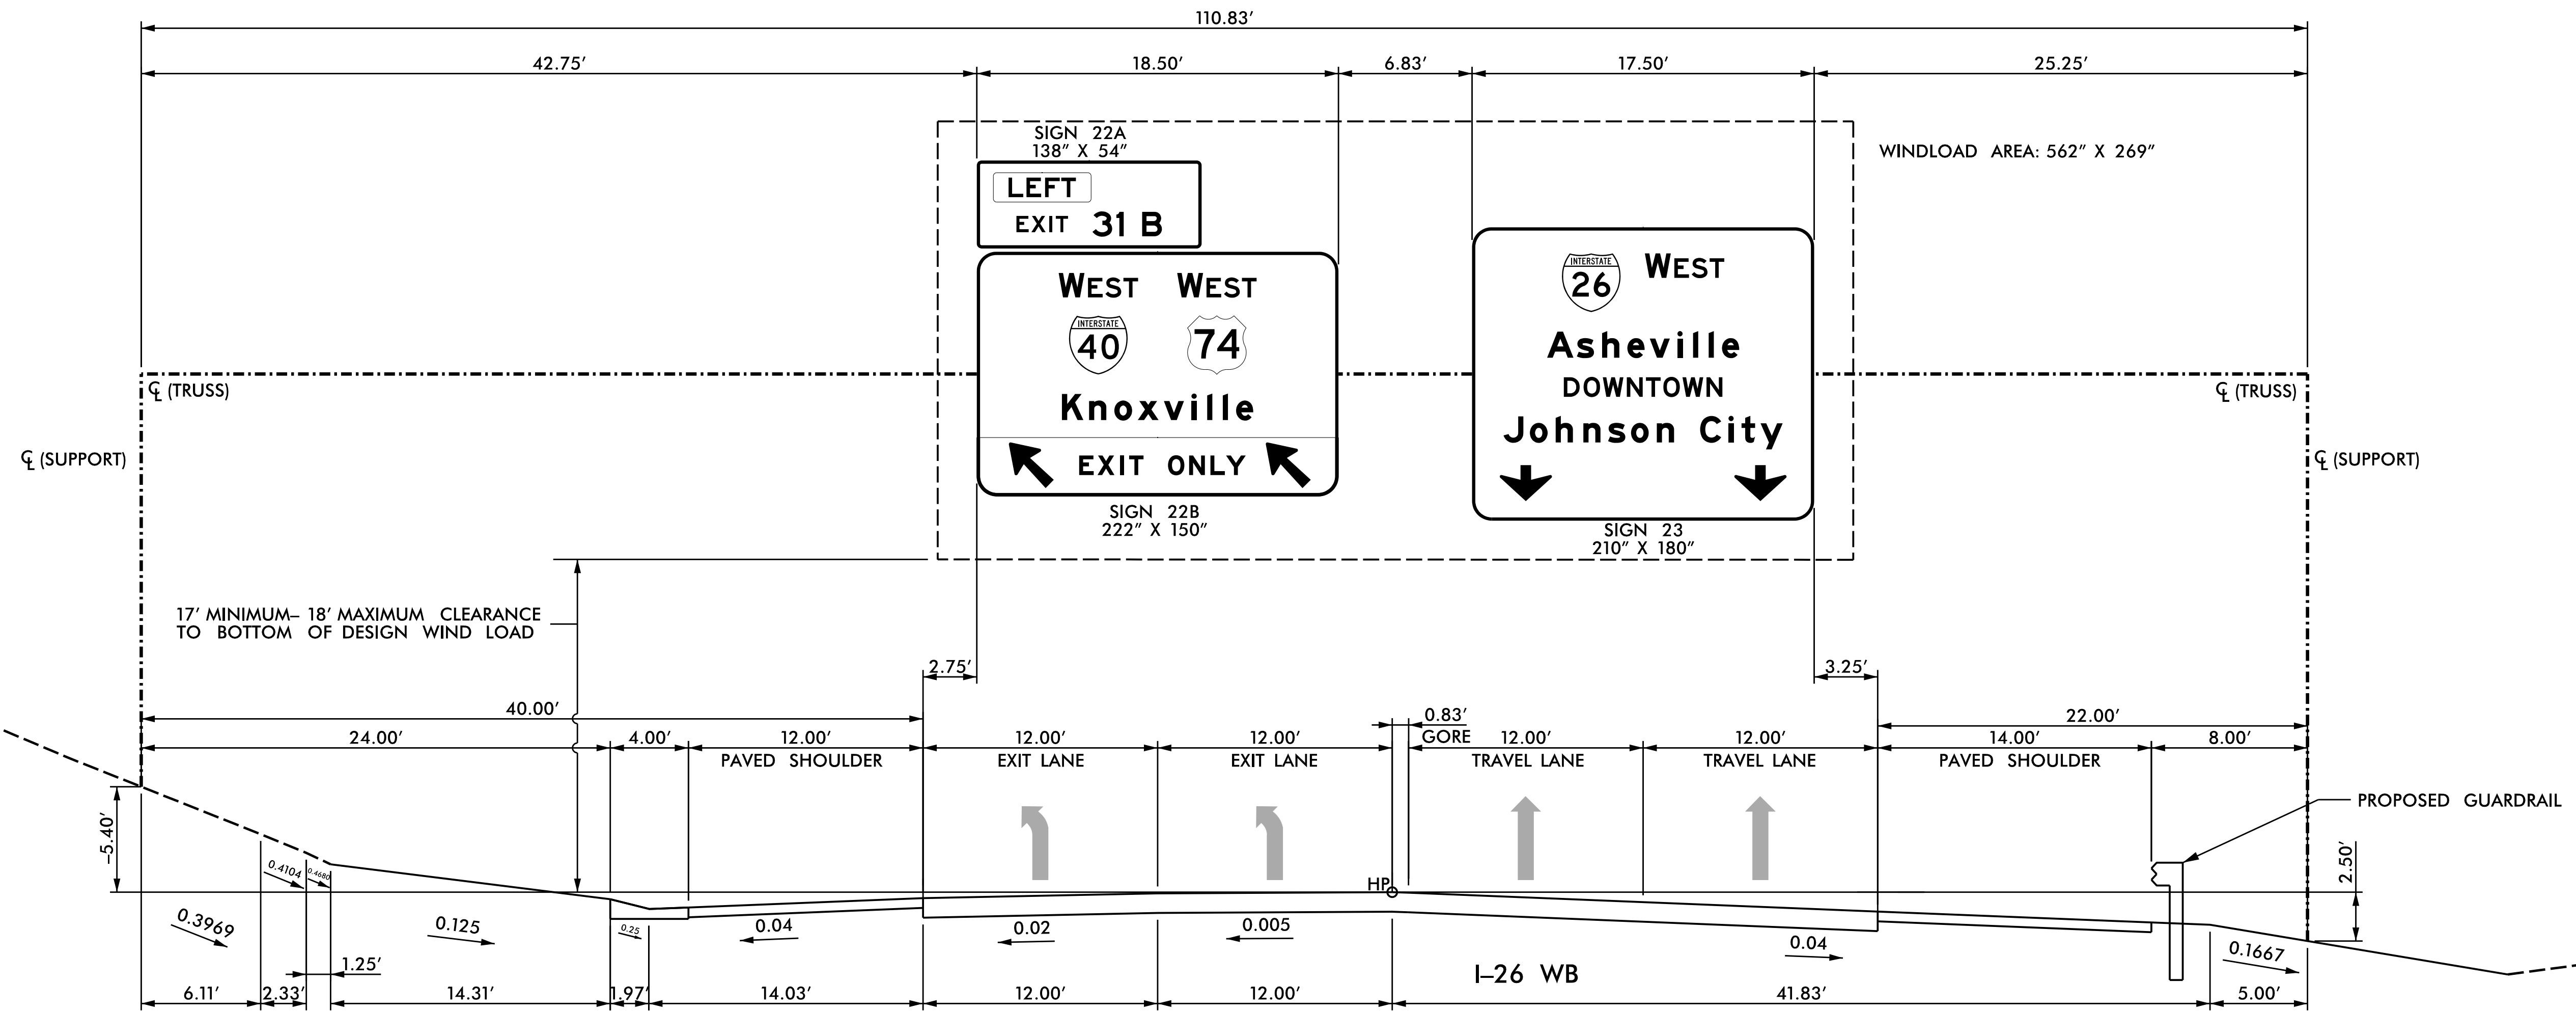 110.83'
42.75' 18.50' 6.83' 17.50' 25.25'
SIGN 22A
138" X 54"
WINDLOAD AREA: 562" X 269"
LEFT
EXIT 31 B
WEST WEST
INTERSTATE
40
74
Knoxville
EXIT ONLY
SIGN 22B
222" X 150"
INTERSTATE
26
WEST
Asheville
DOWNTOWN
Johnson City
SIGN 23
210" X 180"
℄ (TRUSS)
℄ (TRUSS)
℄ (SUPPORT)
℄ (SUPPORT)
17' MINIMUM– 18' MAXIMUM CLEARANCE
TO BOTTOM OF DESIGN WIND LOAD
2.75' 3.25'
40.00' 0.83' 22.00'
GORE
24.00' 4.00' 12.00' 12.00' 12.00' 12.00' 12.00' 14.00' 8.00'
PAVED SHOULDER EXIT LANE EXIT LANE TRAVEL LANE TRAVEL LANE PAVED SHOULDER
PROPOSED GUARDRAIL
–5.40'
2.50'
HP
0.4104 0.4680
0.3969 0.125 0.25 0.04 0.02 0.005 0.04 0.1667
I–26 WB
1.25'
6.11' 2.33' 14.31' 1.97' 14.03' 12.00' 12.00' 41.83' 5.00'